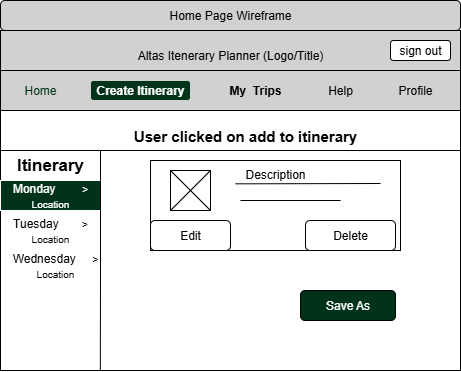 Home Page Wireframe
Altas Itenerary Planner (Logo/Title)
sign out
Home Create Itinerary My Trips Help Profile
User clicked on add to itinerary
Itinerary
Monday >
Location
Tuesday >
Location
Wednesday >
Location
Description
Edit
Delete
Save As